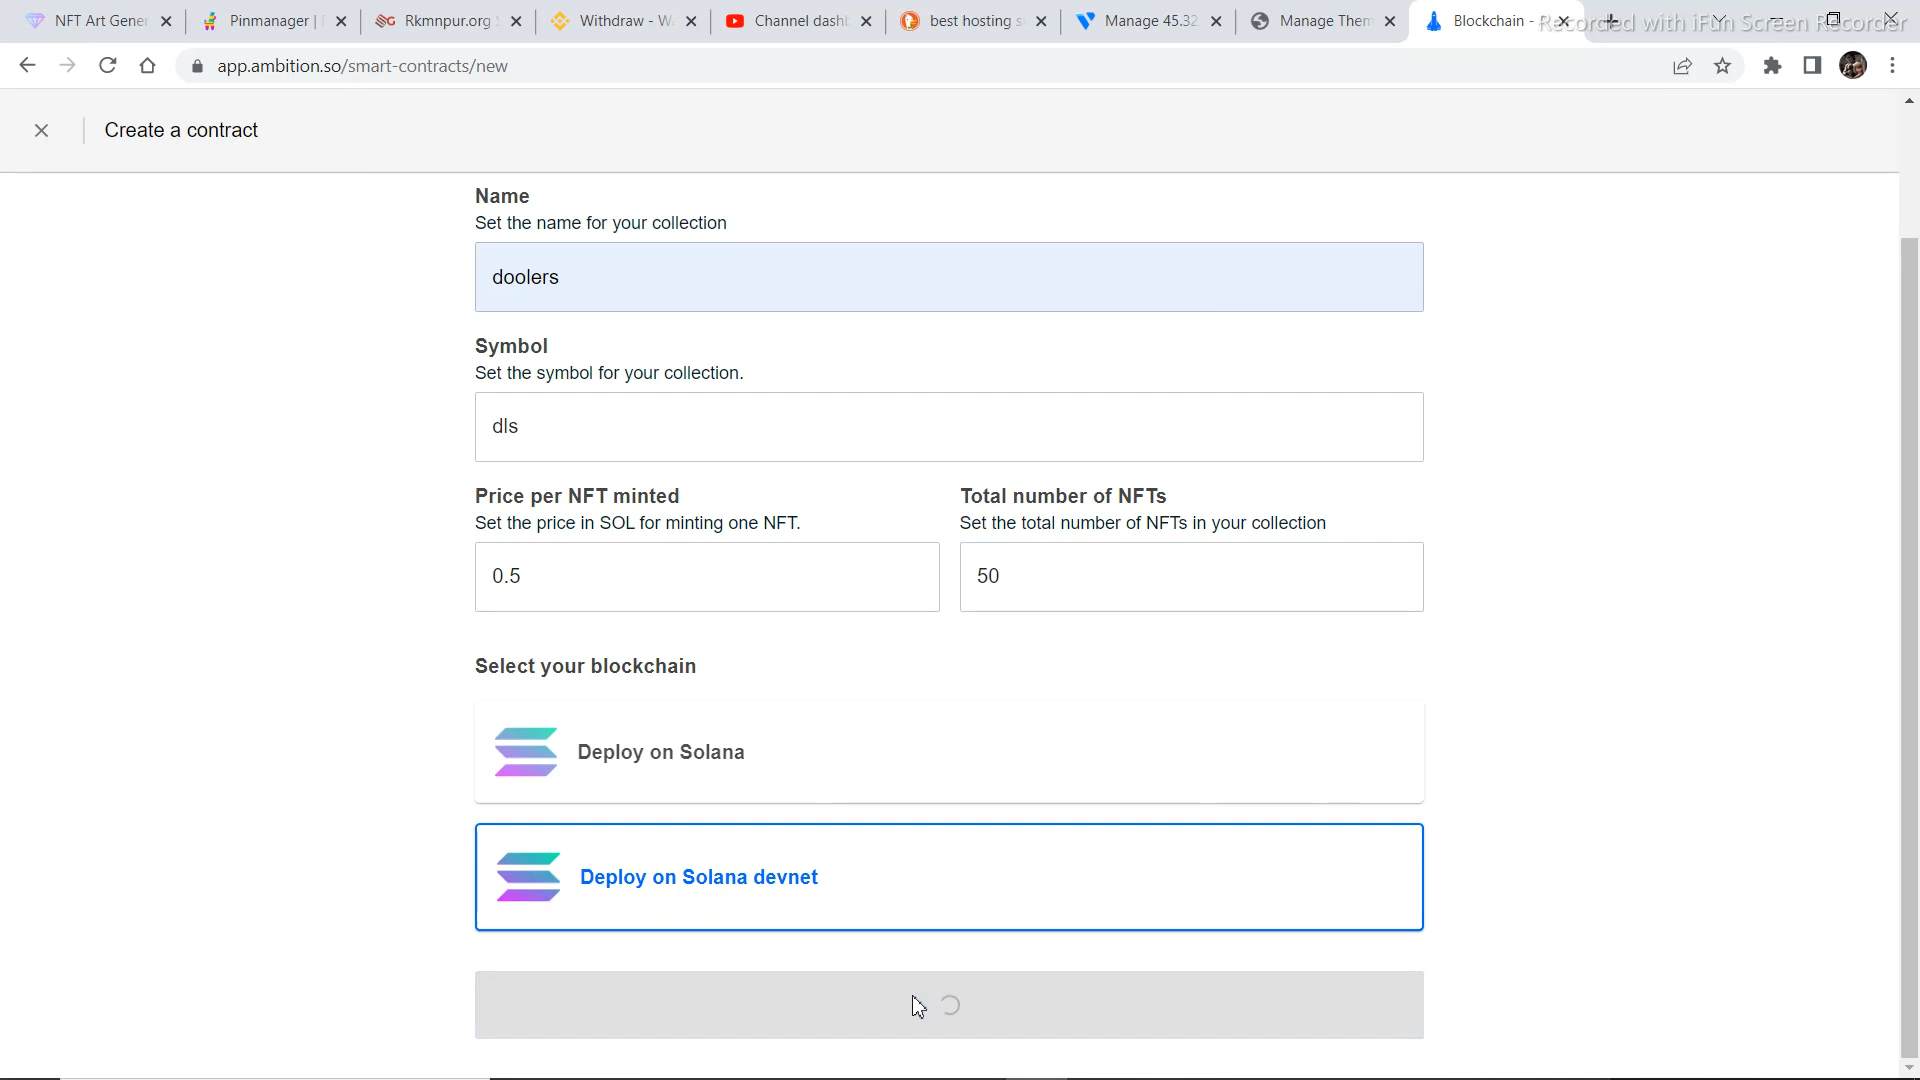 NFT Art Gener
Pinmanager |
Rkmnpur.org
Withdraw - Wa
Channel dashb
best hosting s
Manage 45.32
Manage Them
Blockchain -
Recorded with iFun Screen Recorder
app.ambition.so/smart-contracts/new
Create a contract
Name
Set the name for your collection
doolers
Symbol
Set the symbol for your collection.
dls
Price per NFT minted
Total number of NFTs
Set the price in SOL for minting one NFT.
Set the total number of NFTs in your collection
0.5
50
Select your blockchain
Deploy on Solana
Deploy on Solana devnet